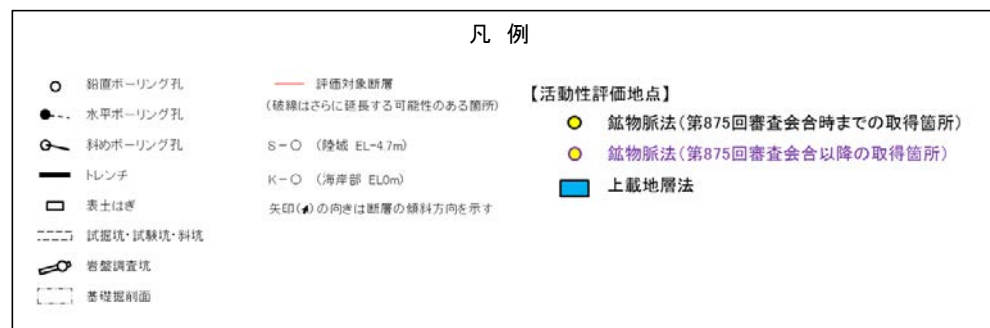 凡 例
鉛直ボーリング孔
水平ボーリング孔
斜めボーリング孔
トレンチ
表土はぎ
試掘坑・試験坑・斜坑
岩盤調査坑
基礎掘削面
評価対象断層
(破線はさらに延長する可能性のある箇所)
S-○ (陸域 EL-4.7m)
K-○ (海岸部 EL0m)
矢印()の向きは断層の傾斜方向を示す
【活動性評価地点】
鉱物脈法(第875回審査会合時までの取得箇所)
鉱物脈法(第875回審査会合以降の取得箇所)
上載地層法